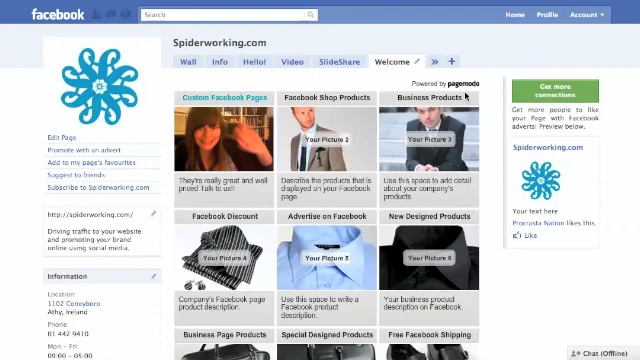 facebook
Search
Home Profile Account
Spiderworking.com
Wall Info Hello! Video SlideShare Welcome » +
Powered by pagemodo
Custom Facebook Pages
Facebook Shop Products
Business Products
Your Picture 2
Your Picture 3
They're really great and well priced Talk to us!!
Describe the products that is displayed on your Facebook page.
Use this space to add detail about your company's products
Facebook Discount
Advertise on Facebook
New Designed Products
Your Picture 4
Your Picture 5
Your Picture 6
Company's Facebook page product description.
Use this space to write a Facebook product description.
Your business product description on Facebook.
Business Page Products
Special Designed Products
Free Facebook Shipping
Edit Page
Promote with an advert
Add to my page's favourites
Suggest to friends
Subscribe to Spiderworking.com
http://spiderworking.com/
Driving traffic to your website
and promoting your brand
online using social media.
Information
Location:
1102 Coneyboro
Athy, Ireland
Phone:
01 442 9410
Mon - Fri:
09:00 - 05:00
Get more
connections
Get more people to like
your Page with Facebook
adverts! Preview below.
Spiderworking.com
Your text here
Procrasta Nation likes this.
Like
Chat (Offline)